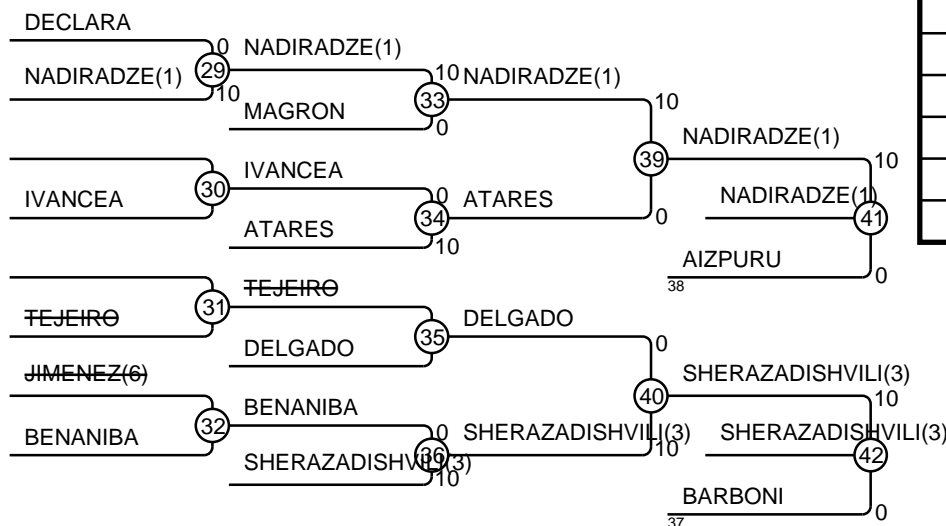 DECLARA
0 NADIRADZE(1)
29
NADIRADZE(1)
10
10 NADIRADZE(1)
33
MAGRON
0
10
NADIRADZE(1)
39
10
IVANCEA
30
IVANCEA
0
34
ATARES
ATARES
10
0
NADIRADZE(1)
41
AIZPURU
38
0
TEJEIRO
31
TEJEIRO
DELGADO
35
DELGADO
0
JIMENEZ(6)
SHERAZADISHVILI(3)
40
10
BENANIBA
32
BENANIBA
0
SHERAZADISHVILI(3)
36
10
SHERAZADISHVILI(3)
10
SHERAZADISHVILI(3)
42
BARBONI
37
0